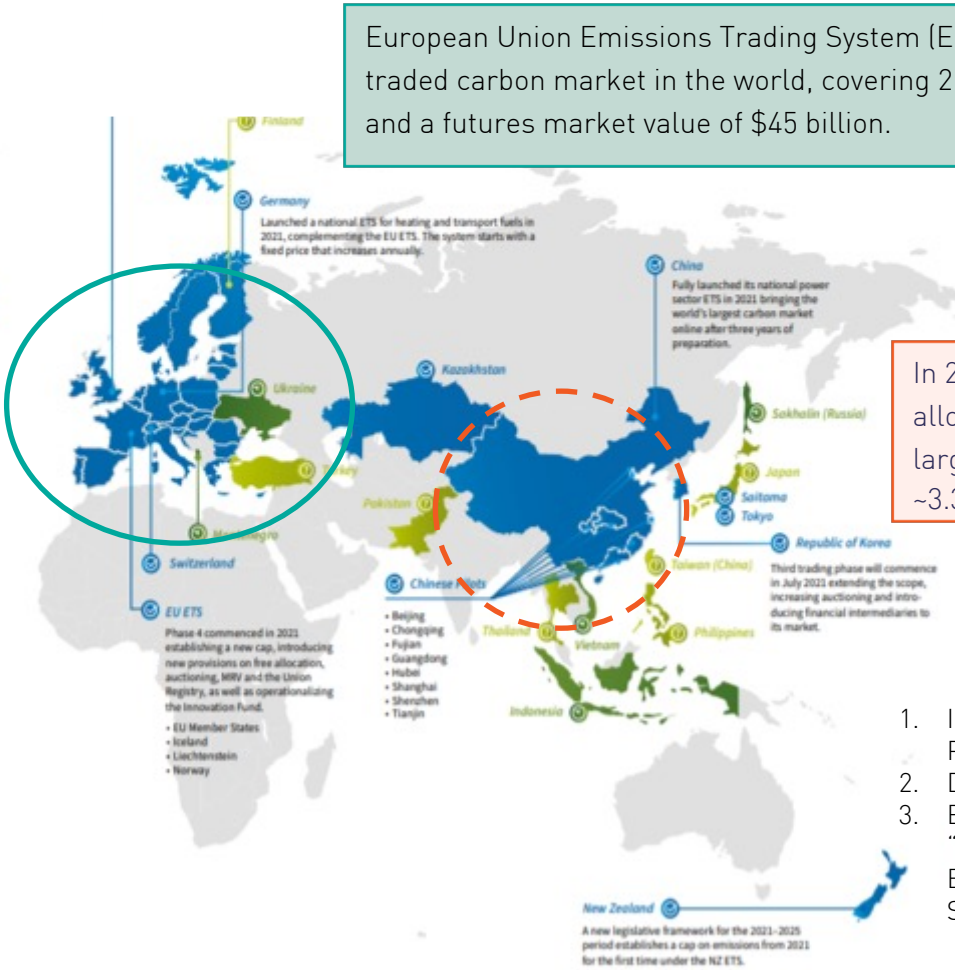 European Union Emissions Trading System (E
traded carbon market in the world, covering 2
and a futures market value of $45 billion.
Finland
Germany
Launched a national ETS for heating and transport fuels in
2021, complementing the EU ETS. The system starts with a
fixed price that increases annually.
China
Fully launched its national power
sector ETS in 2021 bringing the
world's largest carbon market
online after three years of
preparation.
In 2
allo
larg
~3.3
Kazakhstan
Ukraine
Sakhalin (Russia)
Turkey
Japan
Pakistan
Saitama
Tokyo
Montenegro
Republic of Korea
Third trading phase will commence
in July 2021 extending the scope,
increasing auctioning and intro-
ducing financial intermediaries to
its market.
Switzerland
Taiwan (China)
Chinese Pilots
• Beijing
• Chongqing
• Fujian
• Guangdong
• Hubei
• Shanghai
• Shenzhen
• Tianjin
EU ETS
Phase 4 commenced in 2021
establishing a new cap, introducing
new provisions on free allocation,
auctioning, MRV and the Union
Registry, as well as operationalizing
the Innovation Fund.
• EU Member States
• Iceland
• Liechtenstein
• Norway
Thailand
Philippines
Vietnam
Indonesia
1. I
2. D
3. E
“
E
S
New Zealand
A new legislative framework for the 2021–2025
period establishes a cap on emissions from 2021
for the first time under the NZ ETS.